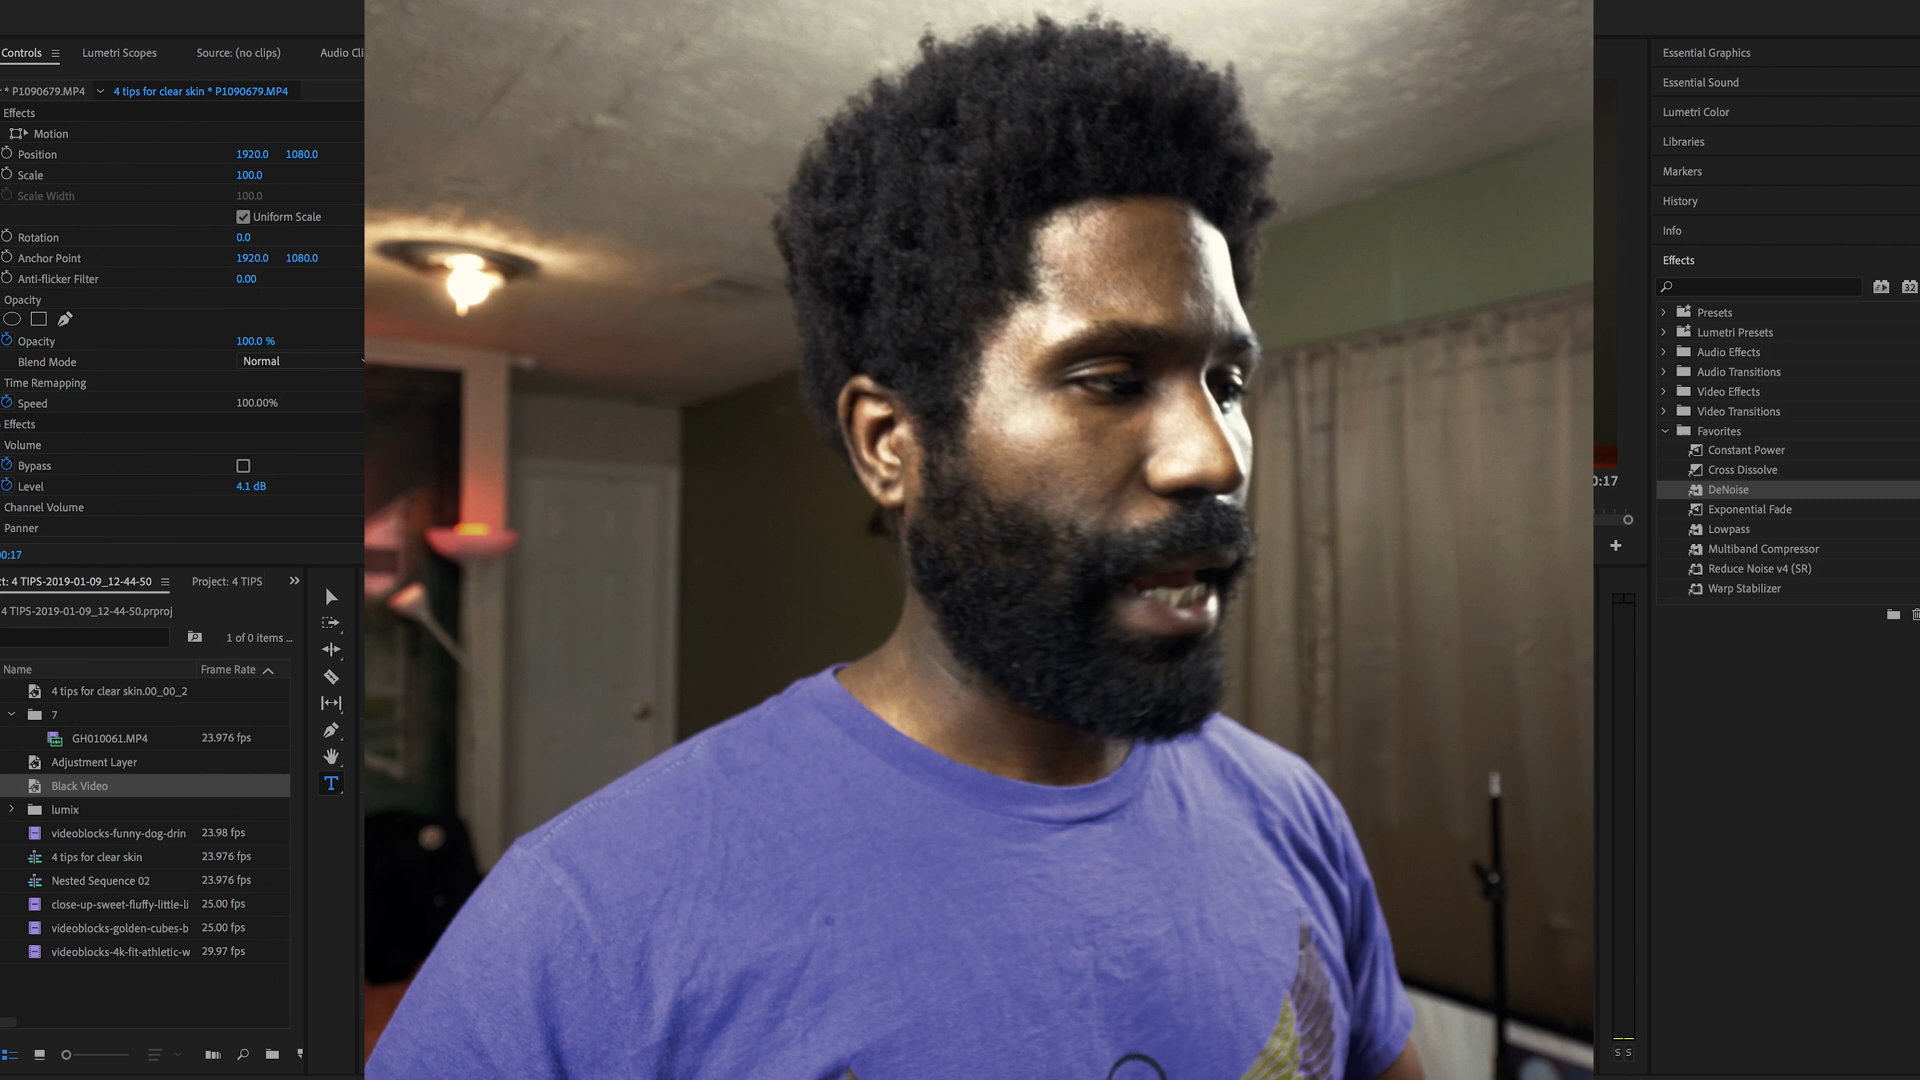 Controls
Lumetri Scopes
Source: (no clips)
Audio Cli
* P1090679.MP4
4 tips for clear skin * P1090679.MP4
Effects
Motion
Position 1920.0 1080.0
Scale 100.0
Scale Width 100.0
Uniform Scale
Rotation 0.0
Anchor Point 1920.0 1080.0
Anti-flicker Filter 0.00
Opacity
Opacity 100.0 %
Blend Mode Normal
Time Remapping
Speed 100.00%
Effects
Volume
Bypass
Level 4.1 dB
Channel Volume
Panner
0:17
ct: 4 TIPS-2019-01-09_12-44-50
Project: 4 TIPS
4 TIPS-2019-01-09_12-44-50.prproj
1 of 0 items ...
Name Frame Rate
4 tips for clear skin.00_00_2
7
GH010061.MP4 23.976 fps
Adjustment Layer
Black Video
lumix
videoblocks-funny-dog-drin 23.98 fps
4 tips for clear skin 23.976 fps
Nested Sequence 02 23.976 fps
close-up-sweet-fluffy-little-li 25.00 fps
videoblocks-golden-cubes-b 25.00 fps
videoblocks-4k-fit-athletic-w 29.97 fps
T
0:17
S S
Essential Graphics
Essential Sound
Lumetri Color
Libraries
Markers
History
Info
Effects
32
Presets
Lumetri Presets
Audio Effects
Audio Transitions
Video Effects
Video Transitions
Favorites
Constant Power
Cross Dissolve
DeNoise
Exponential Fade
Lowpass
Multiband Compressor
Reduce Noise v4 (SR)
Warp Stabilizer